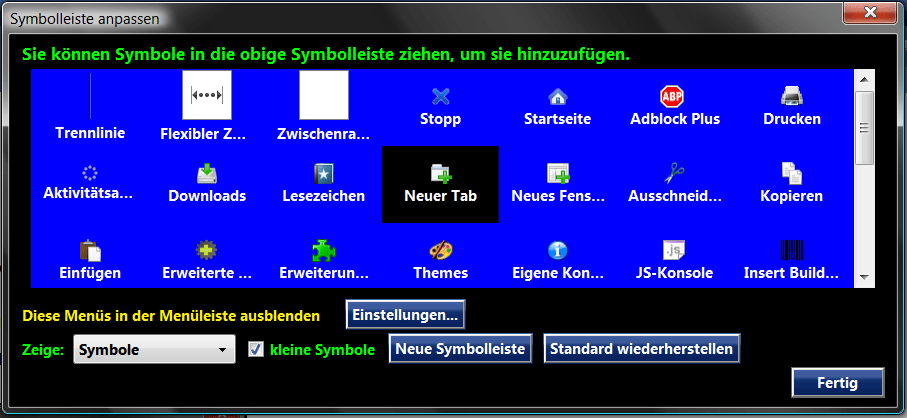 Symbolleiste anpassen
Sie können Symbole in die obige Symbolleiste ziehen, um sie hinzuzufügen.
Trennlinie
Flexibler Z...
Zwischenra...
Stopp
Startseite
ABP
Adblock Plus
Drucken
Aktivitätsa...
Downloads
Lesezeichen
Neuer Tab
Neues Fens...
Ausschneid...
Kopieren
Einfügen
Erweiterte ...
Erweiterun...
Themes
Eigene Kon...
JS
JS-Konsole
Insert Build...
Diese Menüs in der Menüleiste ausblenden
Einstellungen...
Zeige:
Symbole
kleine Symbole
Neue Symbolleiste
Standard wiederherstellen
Fertig